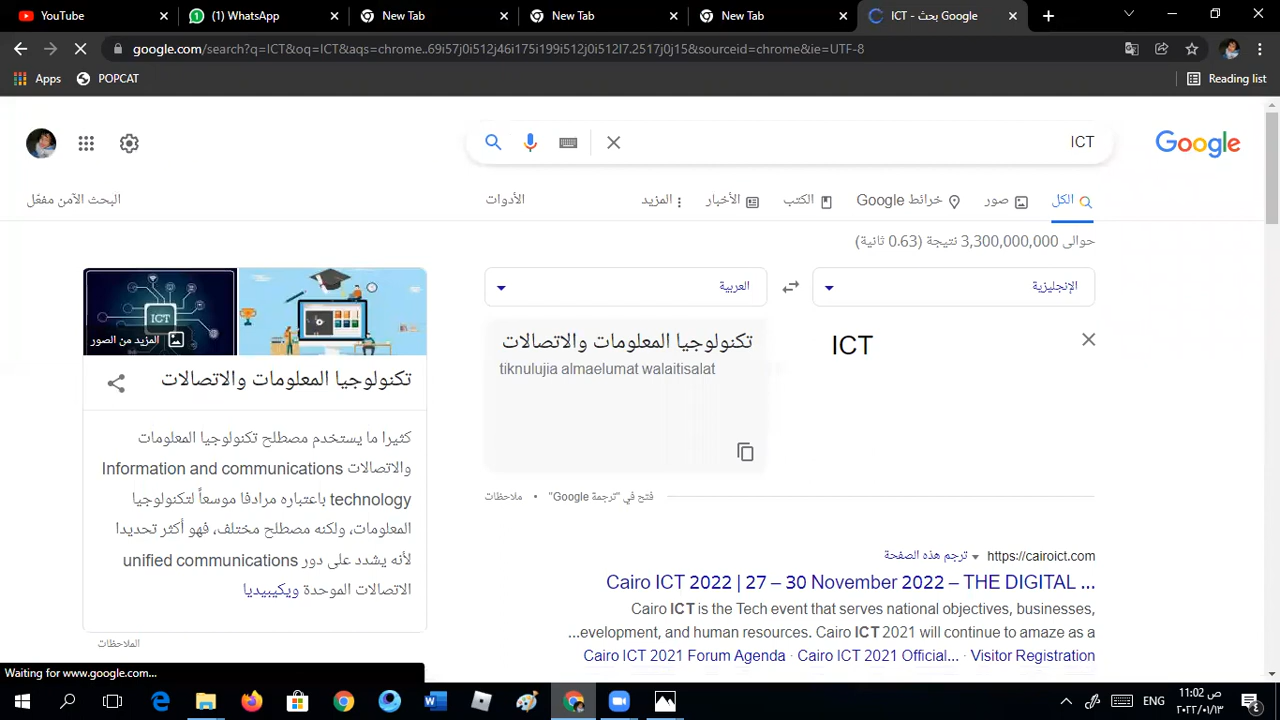 YouTube
(1) WhatsApp
New Tab
New Tab
New Tab
ICT - بحث Google
google.com/search?q=ICT&oq=ICT&aqs=chrome..69i57j0i512j46i175i199i512j0i512l7.2517j0j15&sourceid=chrome&ie=UTF-8
Apps
POPCAT
Reading list
ICT
Google
الكل
صور
خرائط Google
الكتب
الأخبار
المزيد
الأدوات
البحث الآمن مفعّل
حوالى 3,300,000,000 نتيجة (0.63 ثانية)
الإنجليزية
العربية
ICT
تكنولوجيا المعلومات والاتصالات
tiknulujia almaelumat walaitisalat
فتح في "ترجمة Google" • ملاحظات
https://cairoict.com
ترجم هذه الصفحة
Cairo ICT 2022 | 27 – 30 November 2022 – THE DIGITAL ...
Cairo ICT is the Tech event that serves national objectives, businesses,
...evelopment, and human resources. Cairo ICT 2021 will continue to amaze as a
Cairo ICT 2021 Forum Agenda · Cairo ICT 2021 Official... · Visitor Registration
ICT
المزيد من الصور
تكنولوجيا المعلومات والاتصالات
كثيرا ما يستخدم مصطلح تكنولوجيا المعلومات
والاتصالات Information and communications
technology باعتباره مرادفا موسعاً لتكنولوجيا
المعلومات، ولكنه مصطلح مختلف، فهو أكثر تحديدا
لأنه يشدد على دور unified communications
الاتصالات الموحدة ويكيبيديا
الملاحظات
Waiting for www.google.com...
ENG
11:02 ص
٢٠٢٢/٠١/١٣